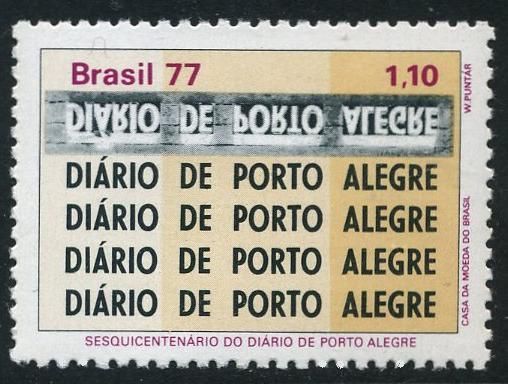 Brasil 77 1,10
DIÁRIO DE PORTO ALEGRE
DIÁRIO DE PORTO ALEGRE
DIÁRIO DE PORTO ALEGRE
DIÁRIO DE PORTO ALEGRE
DIÁRIO DE PORTO ALEGRE
SESQUICENTENÁRIO DO DIÁRIO DE PORTO ALEGRE
W. PUNTAR
CASA DA MOEDA DO BRASIL